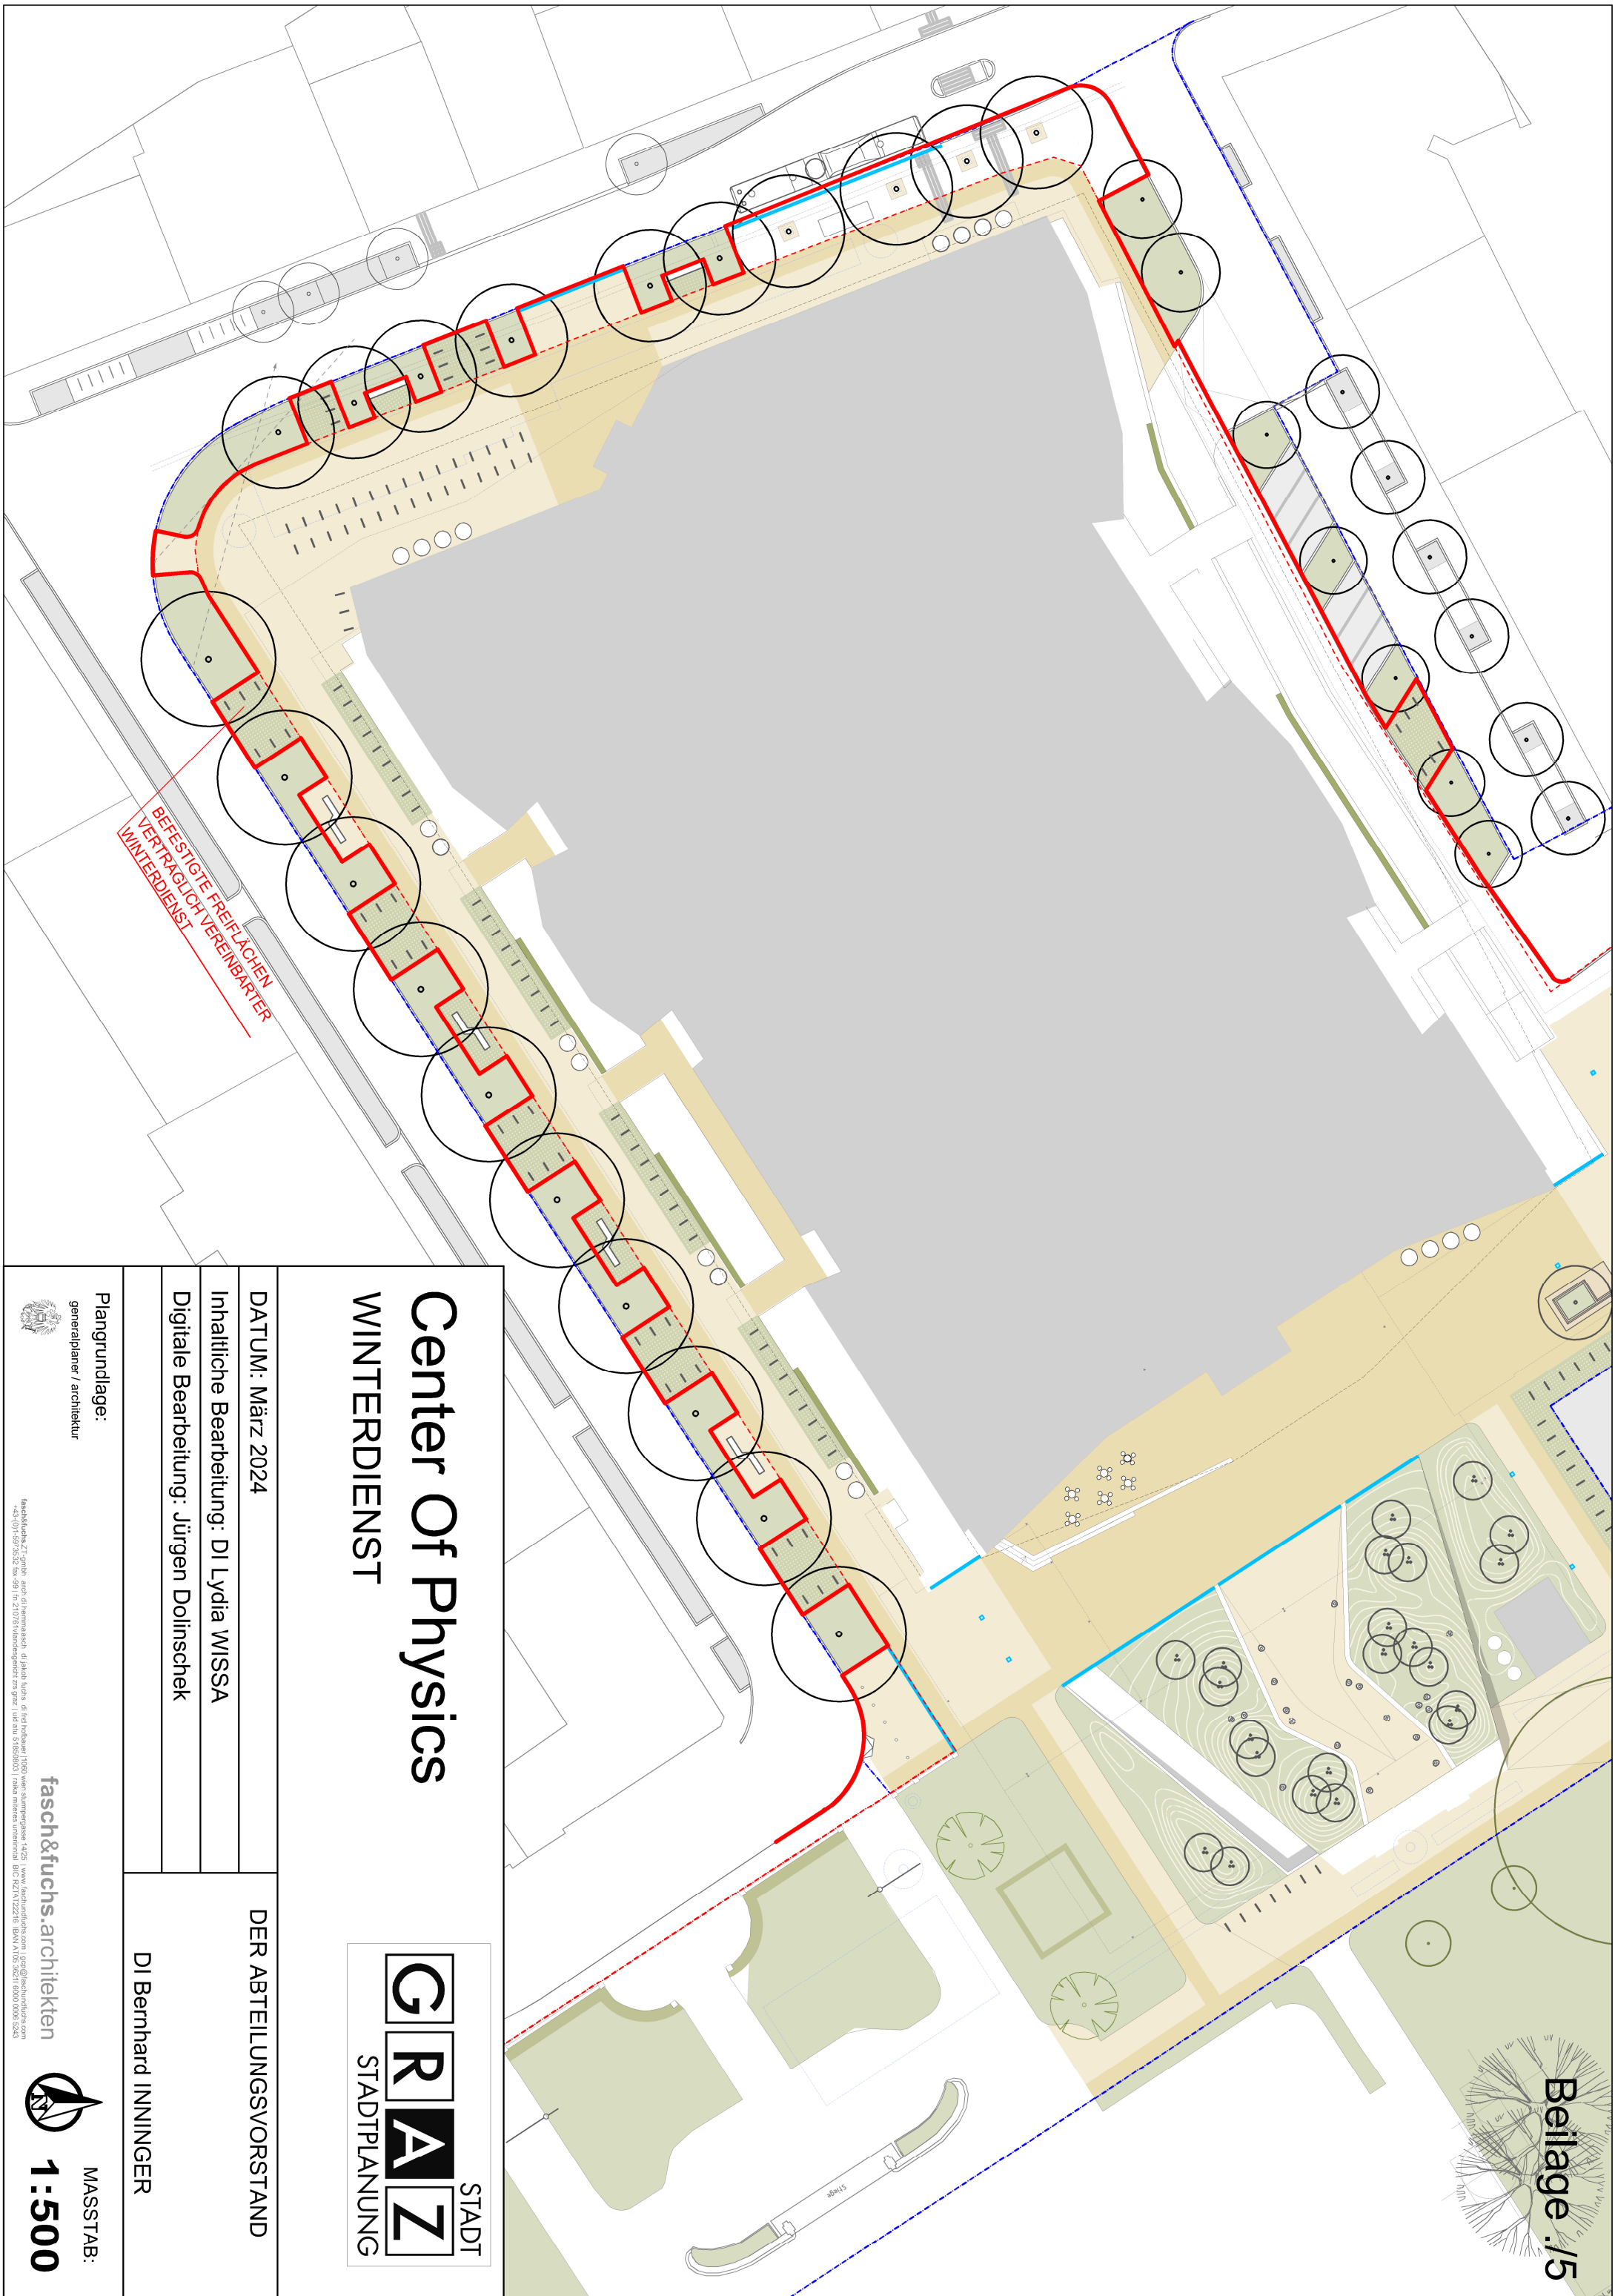 Beilage ./5
BEFESTIGTE FREIFLÄCHEN
VERTRAGLICH VEREINBARTER
WINTERDIENST
Stiege
Center Of Physics
WINTERDIENST
STADT
GRAZ
STADTPLANUNG
DATUM: März 2024
Inhaltliche Bearbeitung: DI Lydia WISSA
Digitale Bearbeitung: Jürgen Dolinschek
DER ABTEILUNGSVORSTAND
DI Bernhard INNINGER
Plangrundlage:
generalplaner / architektur
fasch&fuchs.architekten
N
MASSTAB:
1:500